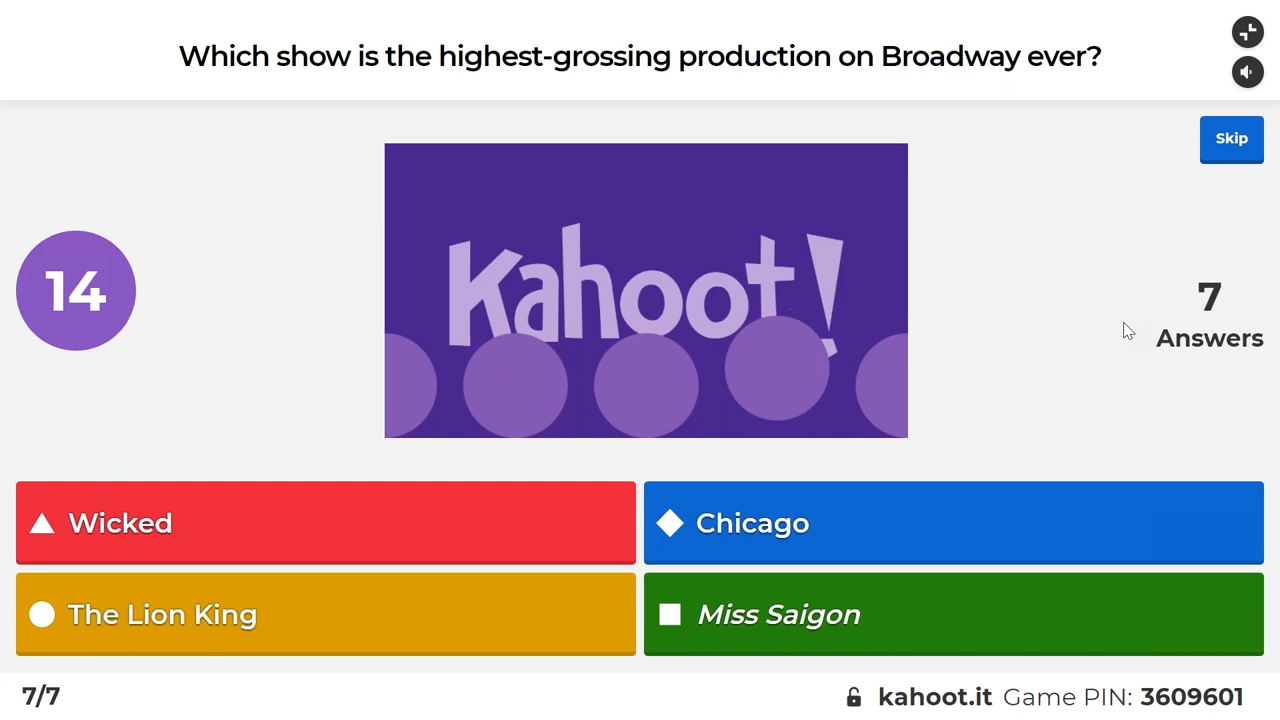 Which show is the highest-grossing production on Broadway ever?
Skip
14
Kahoot!
7
Answers
Wicked
Chicago
The Lion King
Miss Saigon
7/7
kahoot.it Game PIN: 3609601